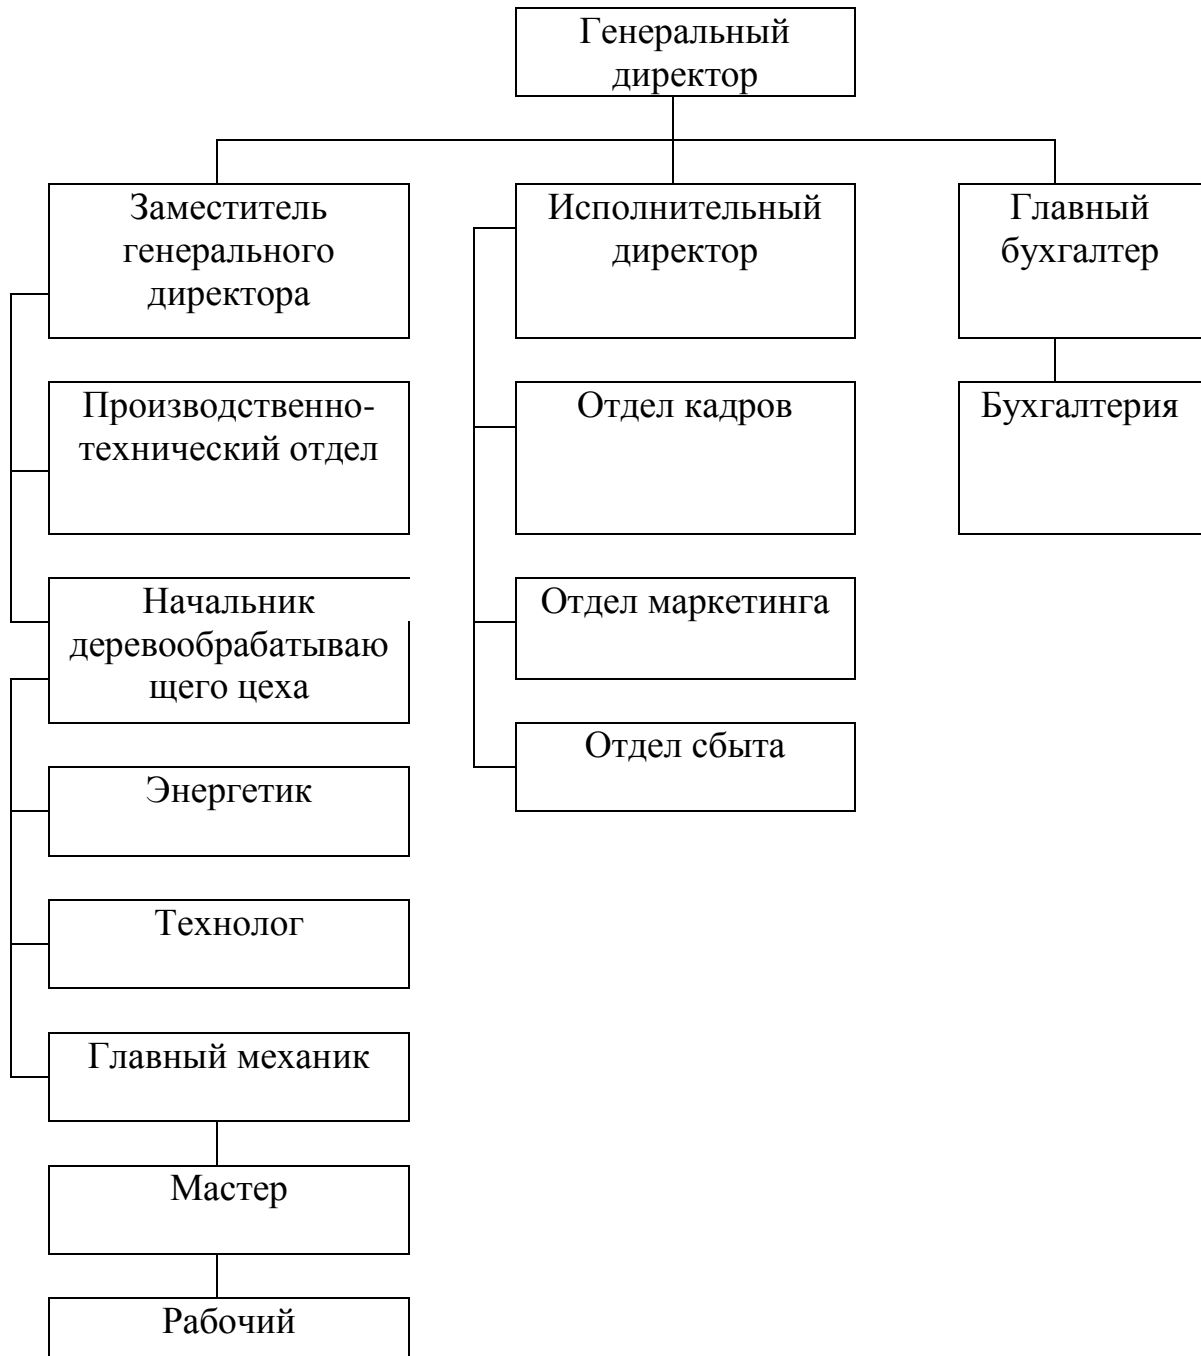 Генеральный
директор
Заместитель
генерального
директора
Исполнительный
директор
Главный
бухгалтер
Производственно-
технический отдел
Отдел кадров
Бухгалтерия
Начальник
деревообрабатываю
щего цеха
Отдел маркетинга
Отдел сбыта
Энергетик
Технолог
Главный механик
Мастер
Рабочий